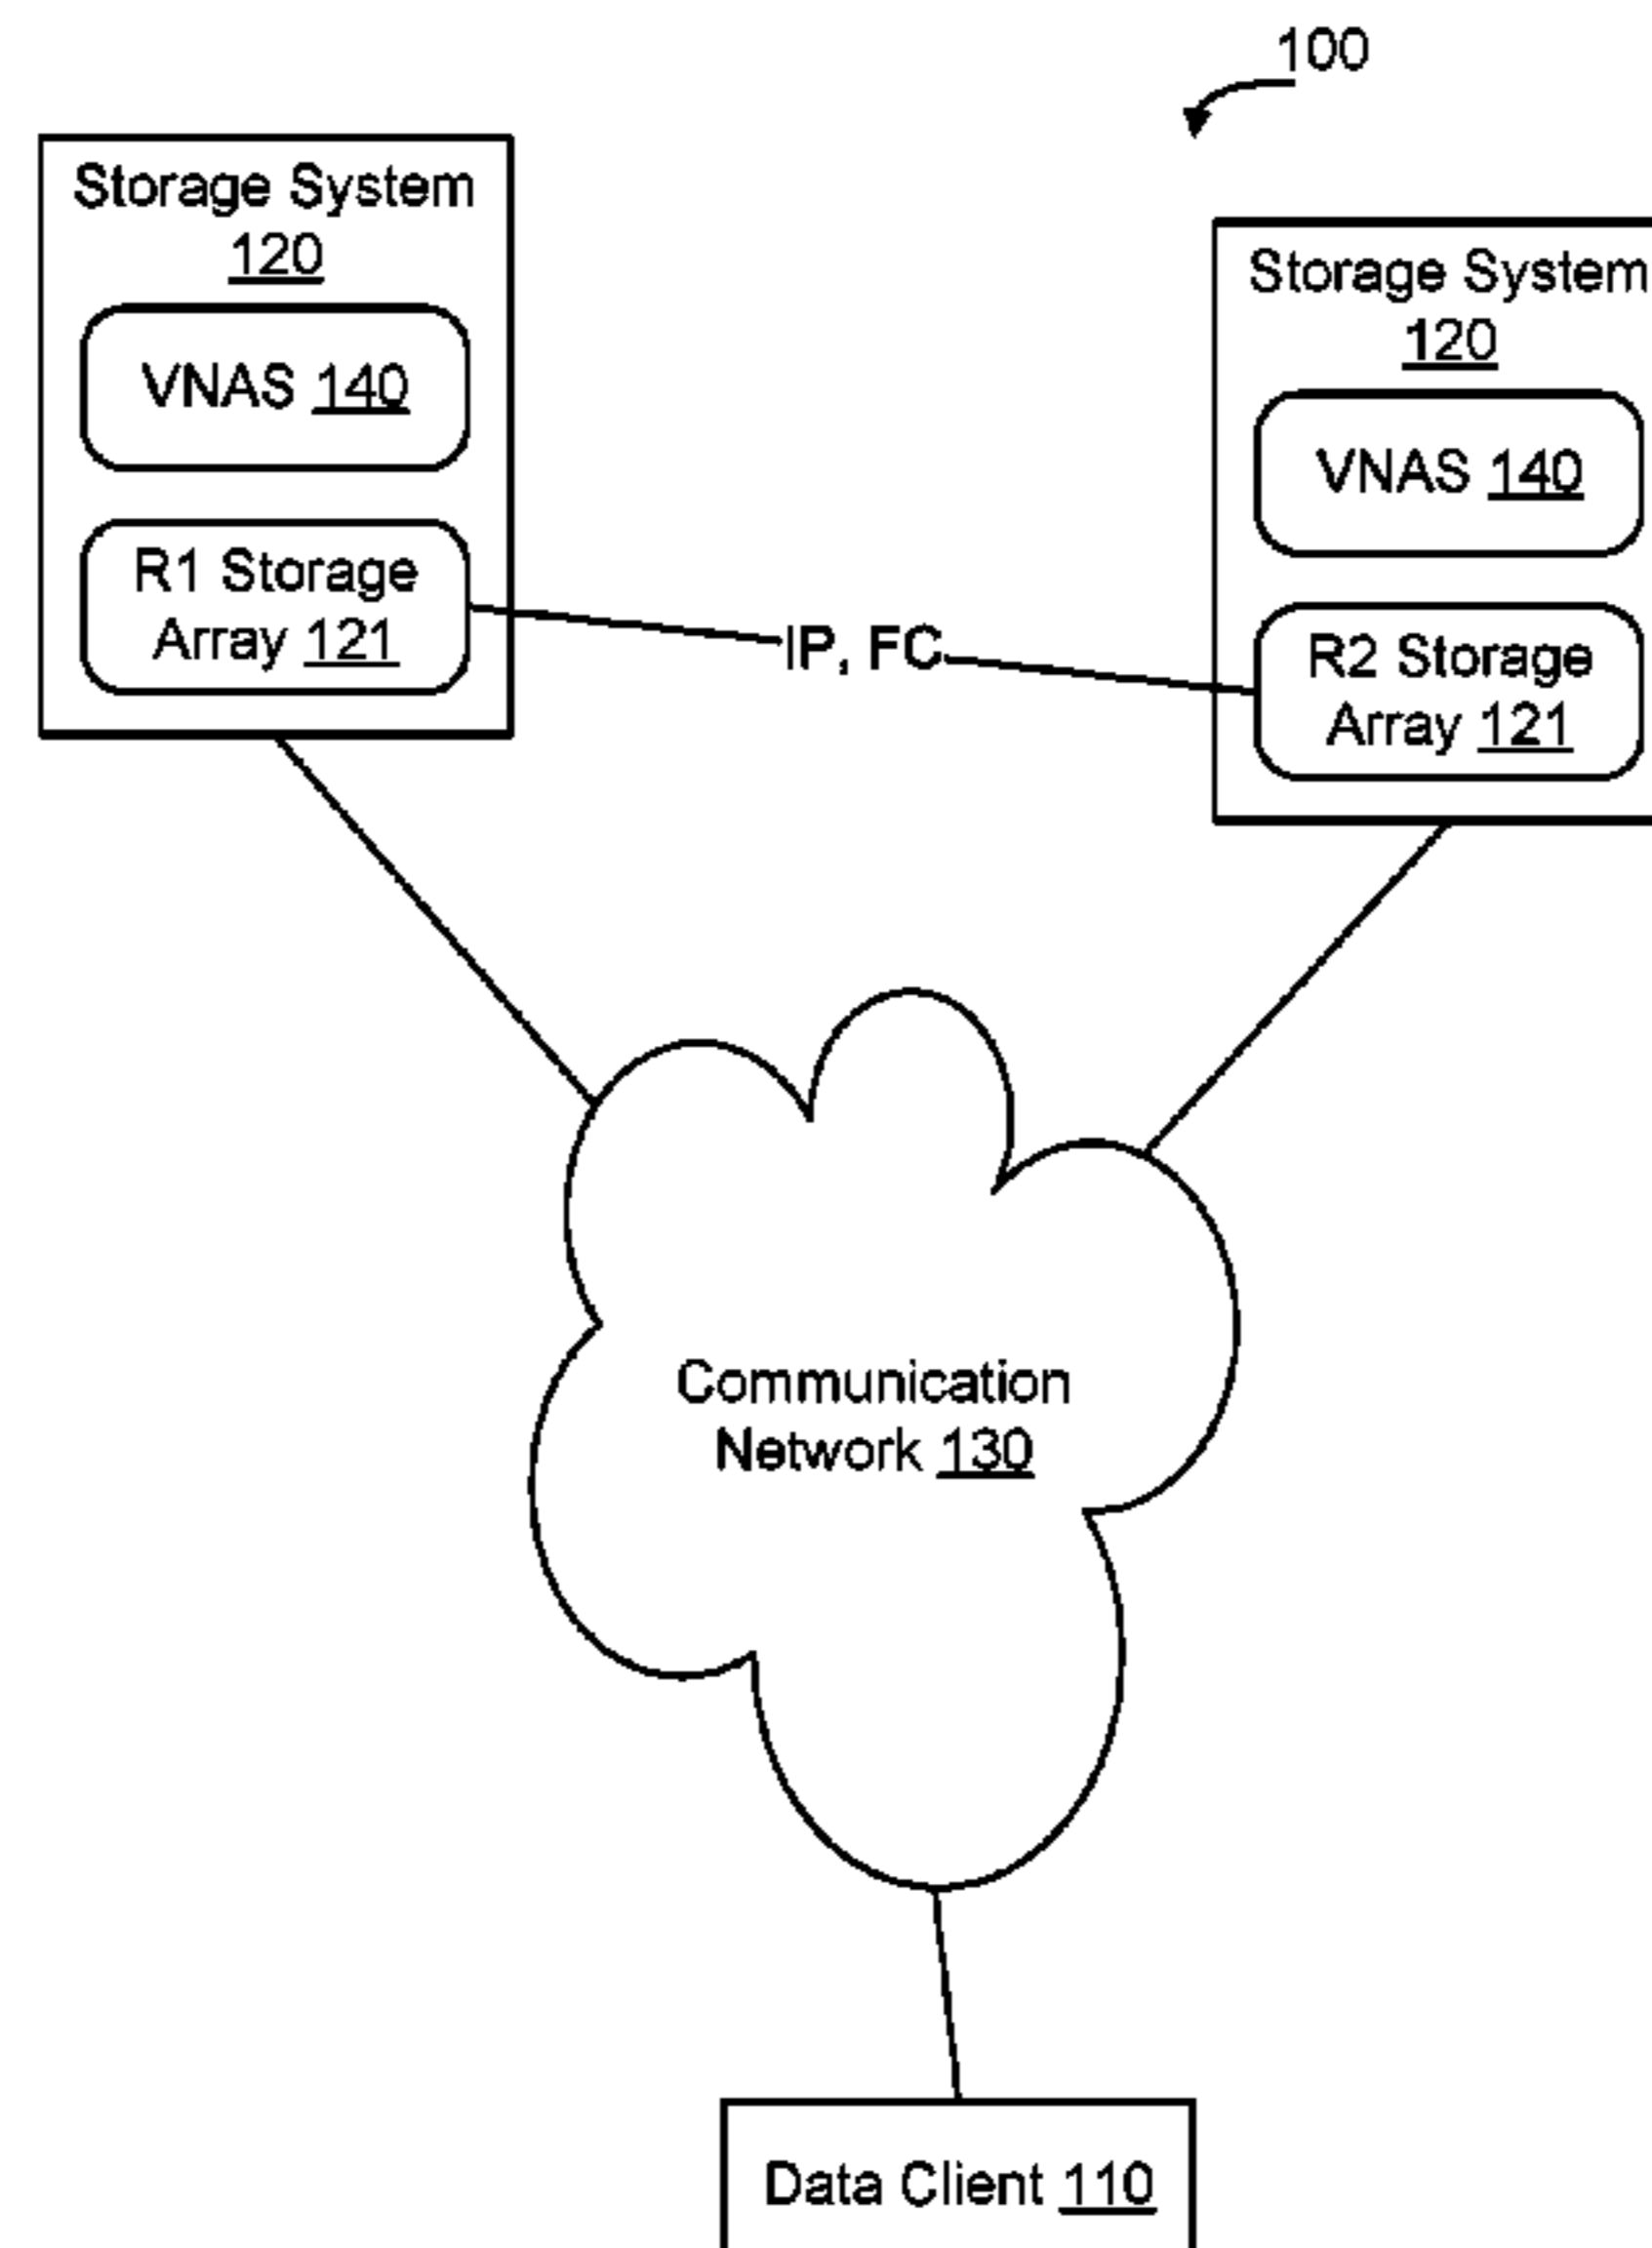 100
Storage System
120
VNAS 140
R1 Storage
Array 121
IP, FC
Storage System
120
VNAS 140
R2 Storage
Array 121
Communication
Network 130
Data Client 110